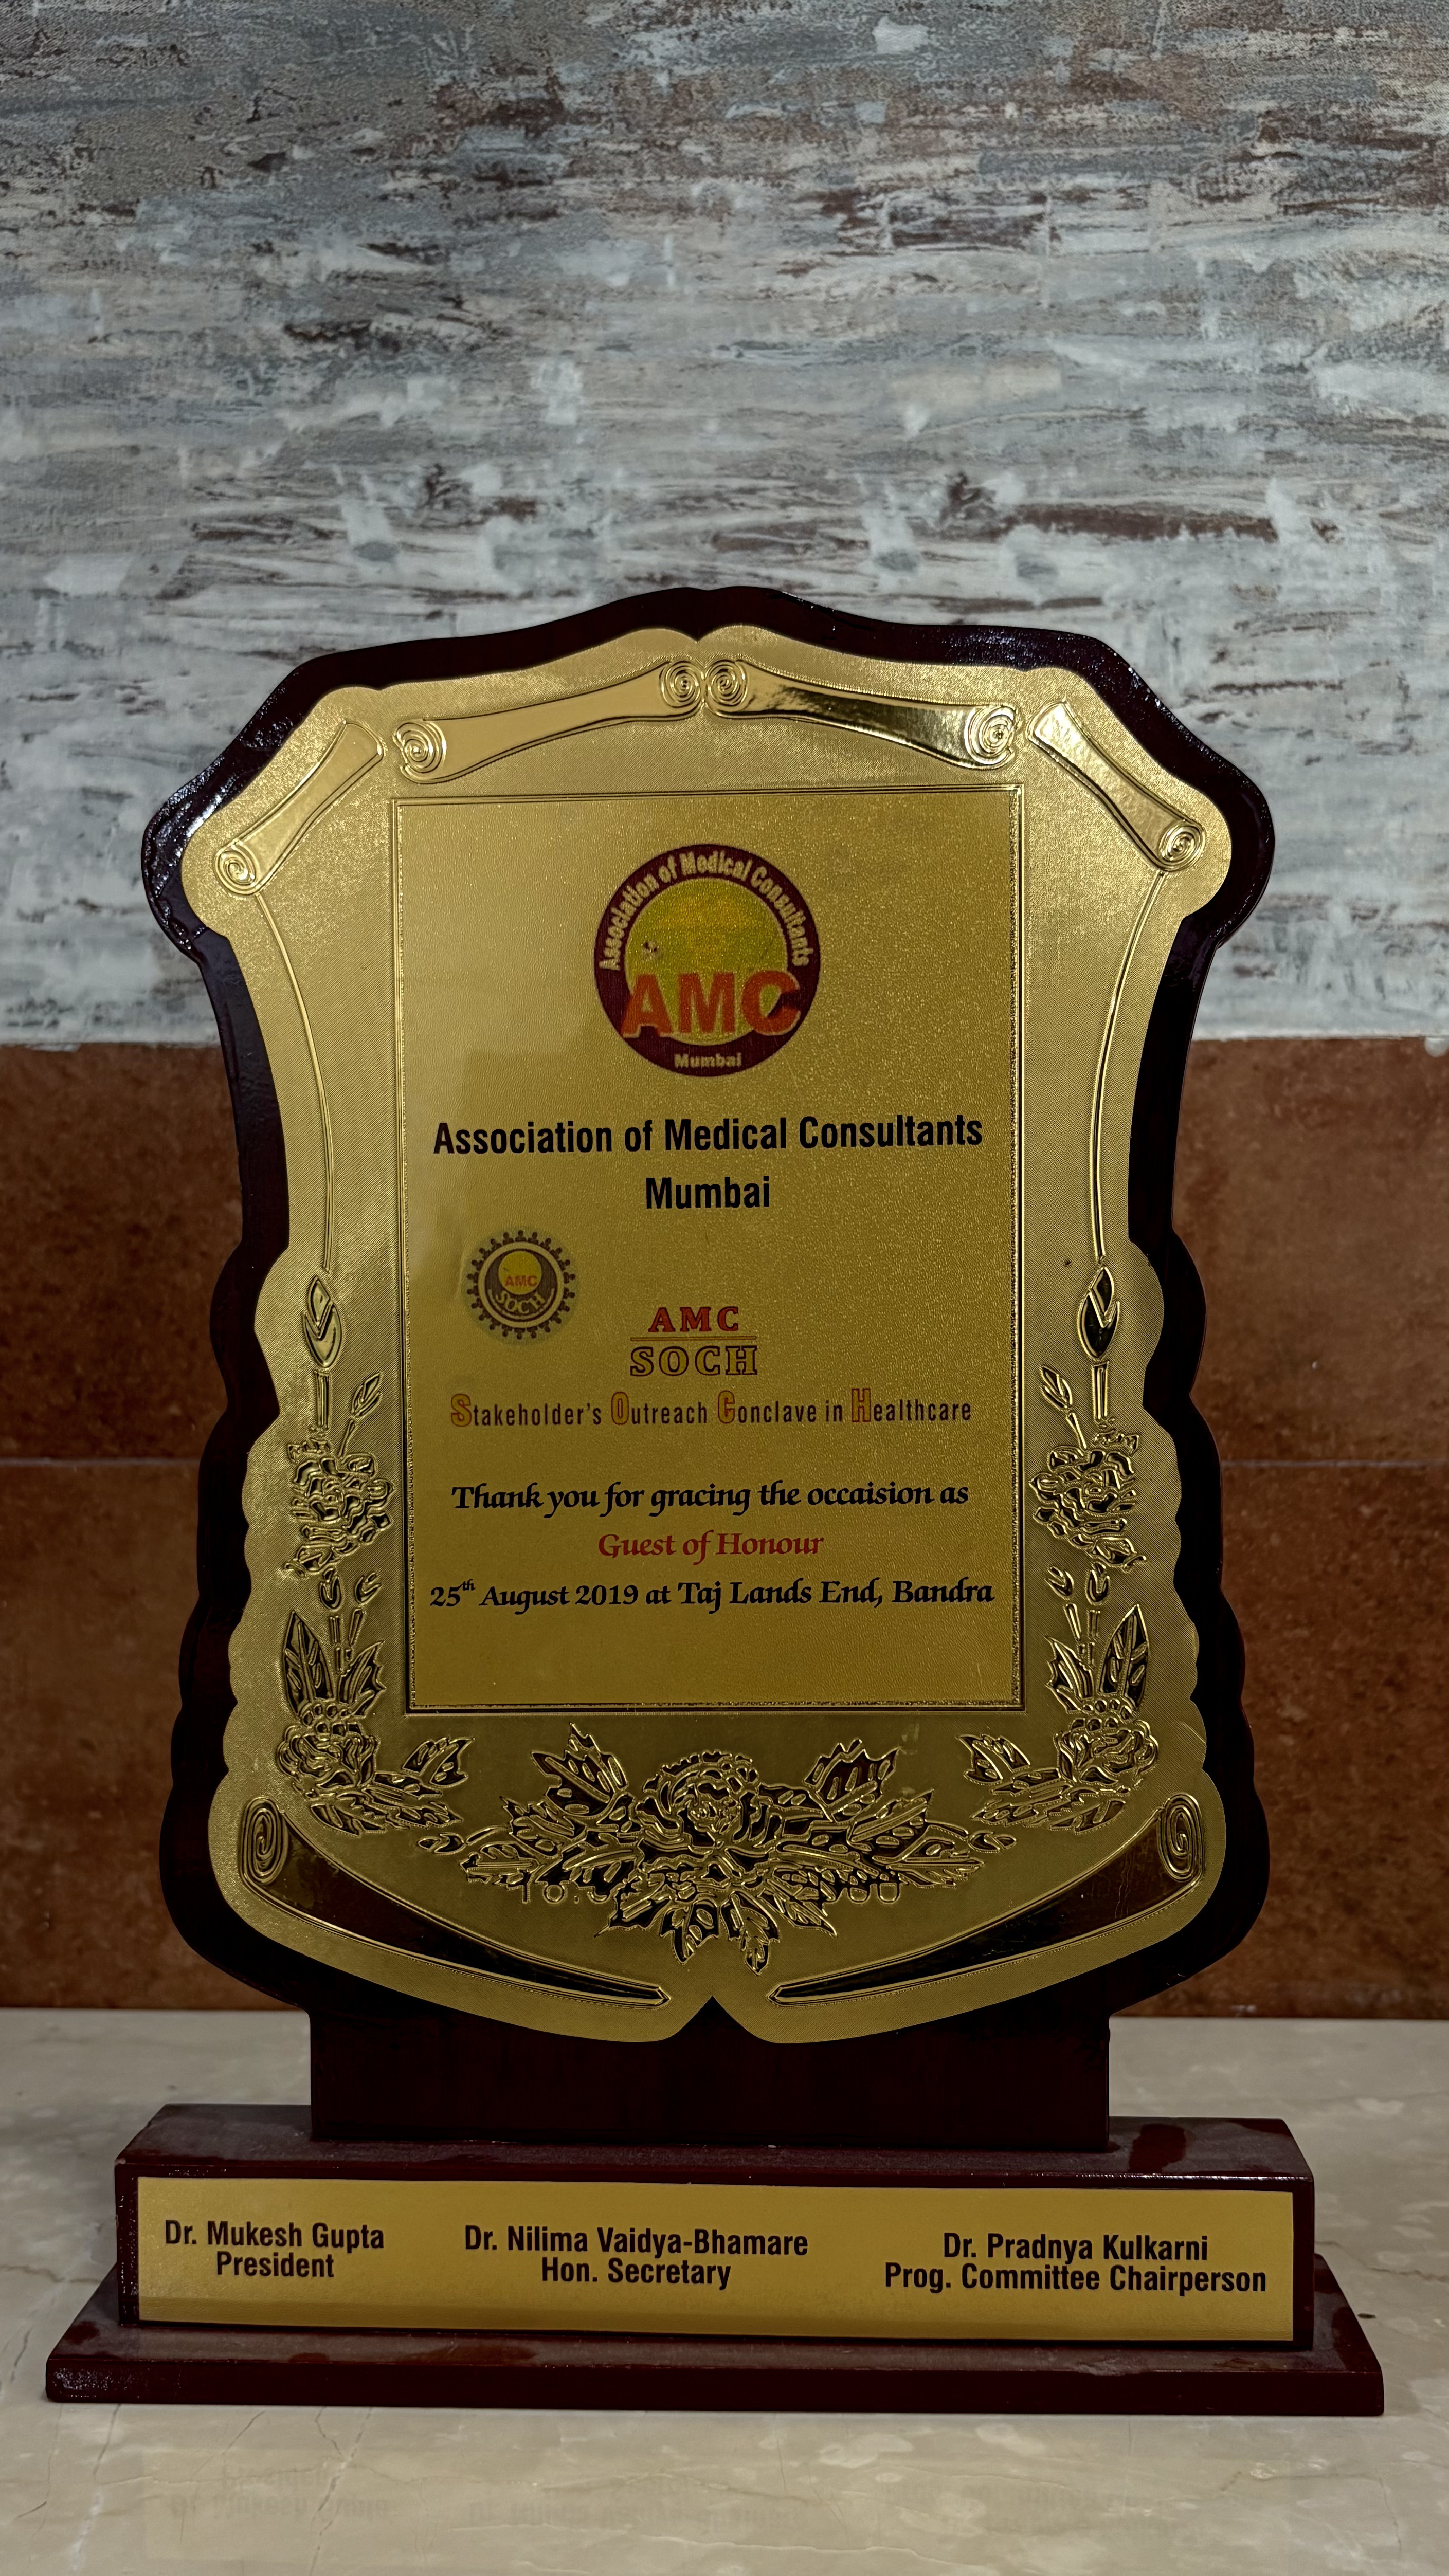 Association of Medical Consultants
AMC
Mumbai
Association of Medical Consultants
Mumbai
AMC
SOCH
AMC
SOCH
Stakeholder's Outreach Conclave in Healthcare
Thank you for gracing the occaision as
Guest of Honour
25th August 2019 at Taj Lands End, Bandra
Dr. Mukesh Gupta
President
Dr. Nilima Vaidya-Bhamare
Hon. Secretary
Dr. Pradnya Kulkarni
Prog. Committee Chairperson